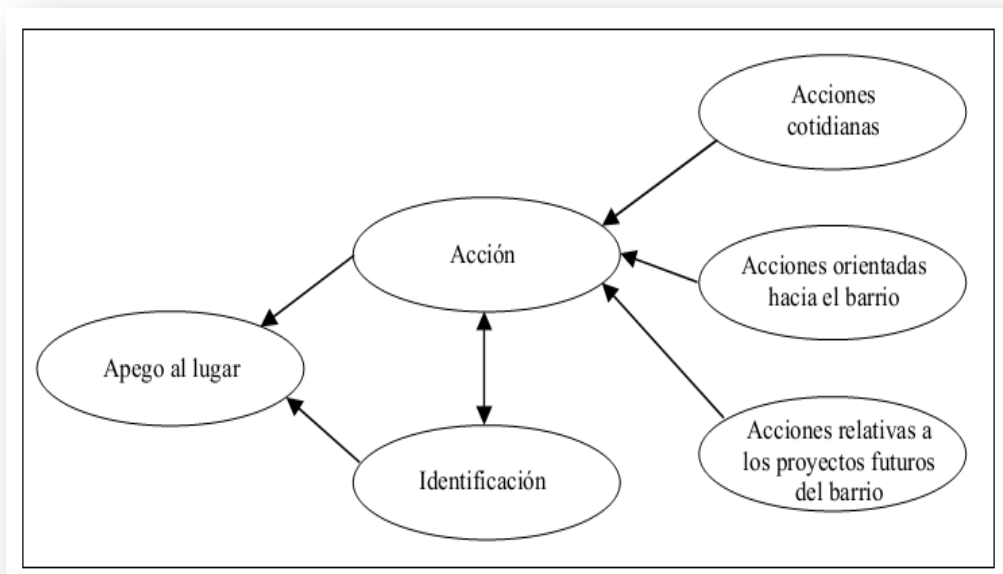 Acciones
cotidianas
Acción
Acciones orientadas
hacia el barrio
Apego al lugar
Identificación
Acciones relativas a
los proyectos futuros
del barrio